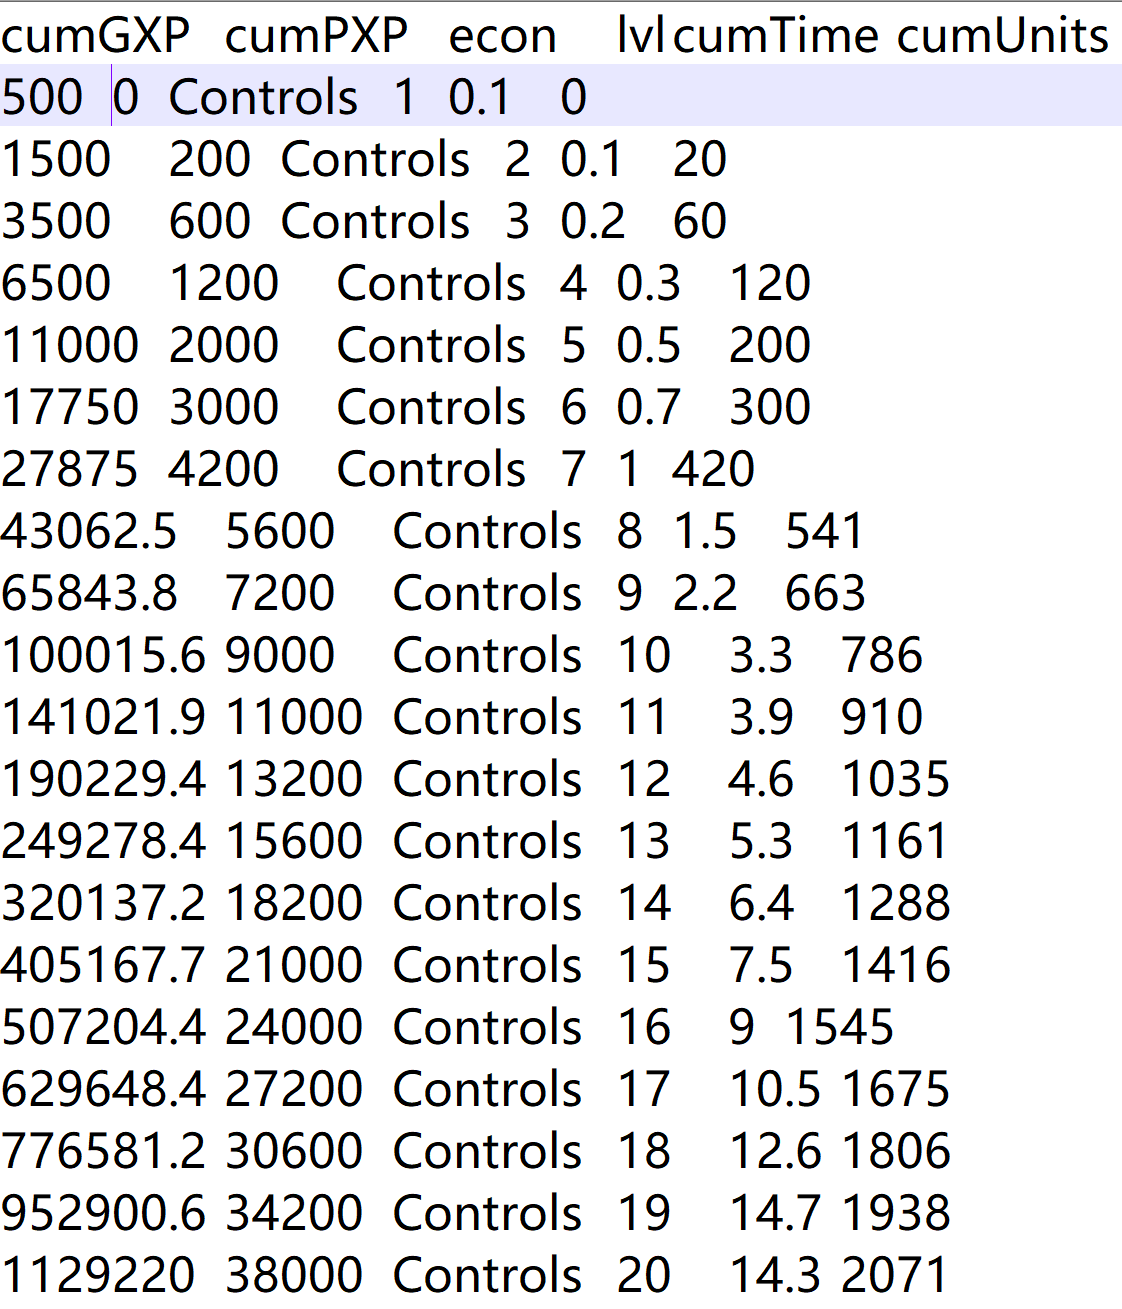 cumGXP cumPXP econ lvl cumTime cumUnits
500 0 Controls 1 0.1 0
1500 200 Controls 2 0.1 20
3500 600 Controls 3 0.2 60
6500 1200 Controls 4 0.3 120
11000 2000 Controls 5 0.5 200
17750 3000 Controls 6 0.7 300
27875 4200 Controls 7 1 420
43062.5 5600 Controls 8 1.5 541
65843.8 7200 Controls 9 2.2 663
100015.6 9000 Controls 10 3.3 786
141021.9 11000 Controls 11 3.9 910
190229.4 13200 Controls 12 4.6 1035
249278.4 15600 Controls 13 5.3 1161
320137.2 18200 Controls 14 6.4 1288
405167.7 21000 Controls 15 7.5 1416
507204.4 24000 Controls 16 9 1545
629648.4 27200 Controls 17 10.5 1675
776581.2 30600 Controls 18 12.6 1806
952900.6 34200 Controls 19 14.7 1938
1129220 38000 Controls 20 14.3 2071